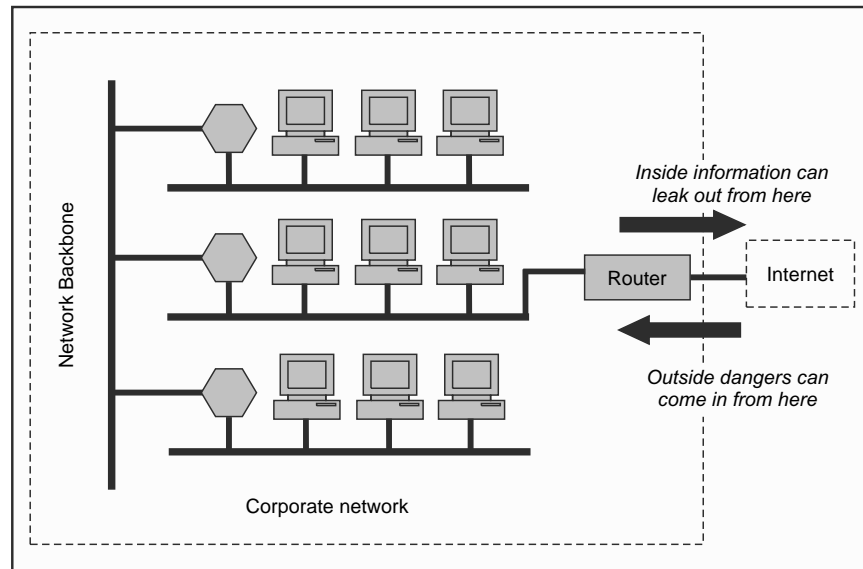 Network Backbone
Inside information can
leak out from here
Router
Internet
Outside dangers can
come in from here
Corporate network